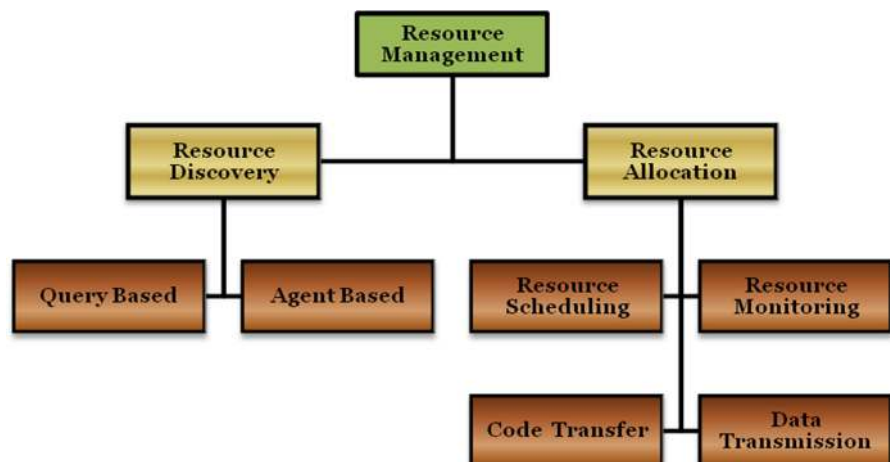 Resource
Management
Resource
Discovery
Resource
Allocation
Query Based
Agent Based
Resource
Scheduling
Resource
Monitoring
Code Transfer
Data
Transmission